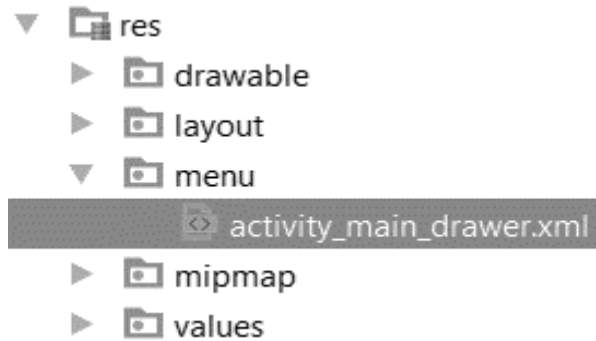 res
drawable
layout
menu
activity_main_drawer.xml
mipmap
values